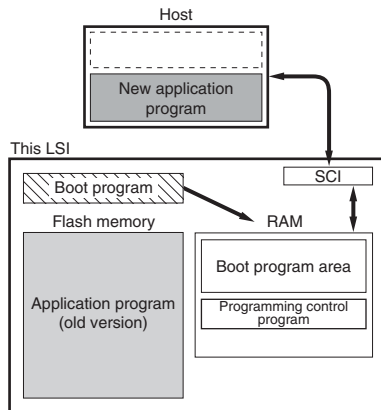 Host
New application
program
This LSI
SCI
Boot program
Flash memory
RAM
Application program
(old version)
Boot program area
Programming control
program